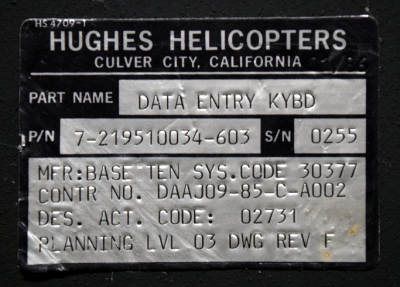 HS 4709-1
HUGHES HELICOPTERS
CULVER CITY, CALIFORNIA
PART NAME DATA ENTRY KYBD
P/N 7-219510034-603 S/N 0255
MFR:BASE TEN SYS.CODE 30377
CONTR NO. DAAJ09-85-C-A002
DES. ACT. CODE: 02731
PLANNING LVL 03 DWG REV F